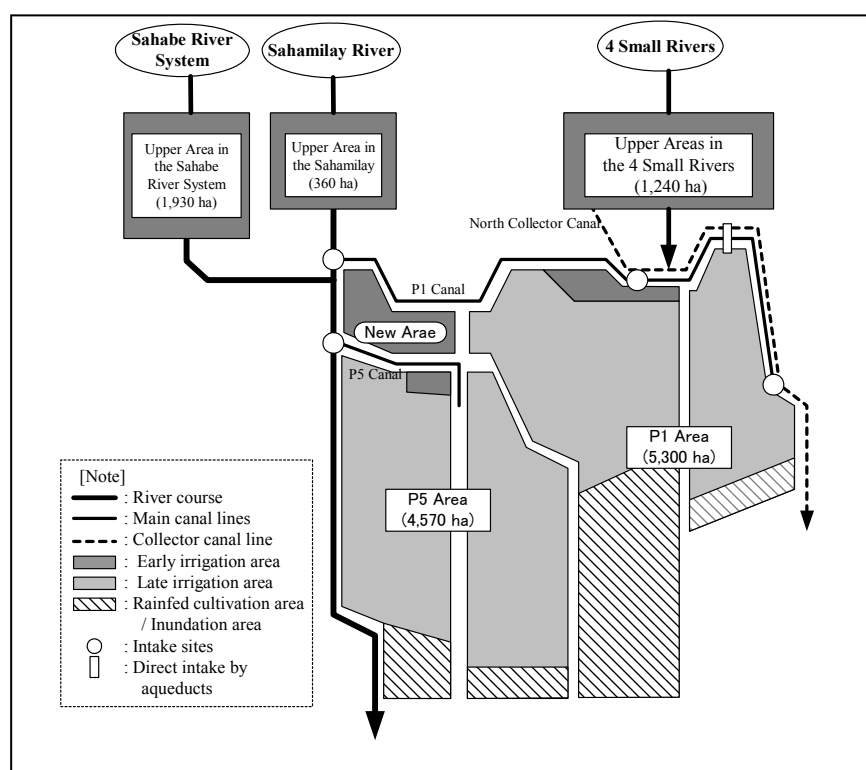 Sahabe River
System
Sahamilay River
4 Small Rivers
Upper Area in
the Sahabe
River System
(1,930 ha)
Upper Area in
the Sahamilay
(360 ha)
Upper Areas in
the 4 Small Rivers
(1,240 ha)
North Collector Canal
P1 Canal
New Arae
P5 Canal
P1 Area
(5,300 ha)
P5 Area
(4,570 ha)
[Note]
: River course
: Main canal lines
: Collector canal line
: Early irrigation area
: Late irrigation area
: Rainfed cultivation area
/ Inundation area
: Intake sites
: Direct intake by
aqueducts